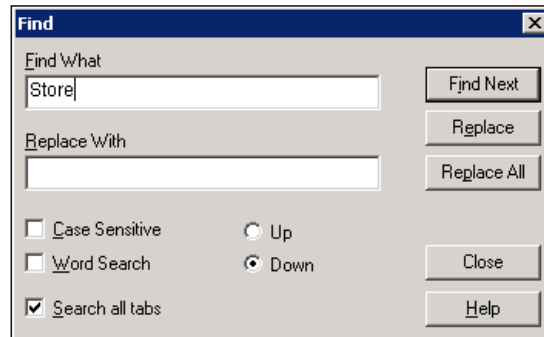 Find
Find What
Store
Find Next
Replace
Replace With
Replace All
Case Sensitive
Up
Word Search
Down
Close
Search all tabs
Help